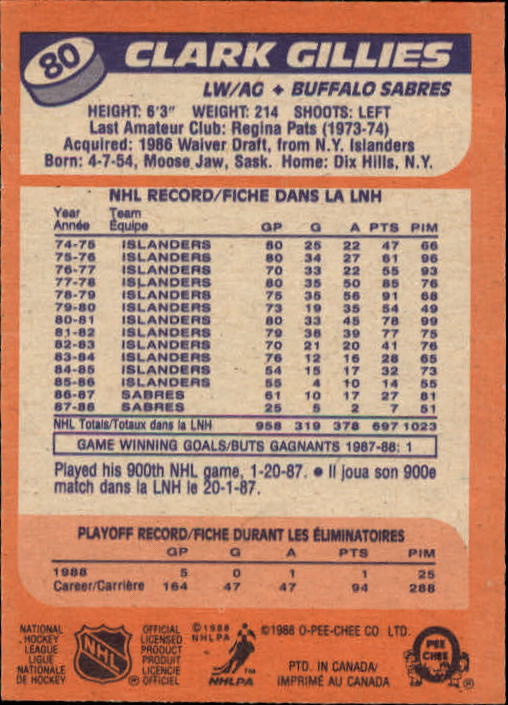 80 CLARK GILLIES
LW/AG ♦ BUFFALO SABRES
HEIGHT: 6'3" WEIGHT: 214 SHOOTS: LEFT
Last Amateur Club: Regina Pats (1973-74)
Acquired: 1986 Waiver Draft, from N.Y. Islanders
Born: 4-7-54, Moose Jaw, Sask. Home: Dix Hills, N.Y.
NHL RECORD/FICHE DANS LA LNH
Year Team
Année Équipe GP G A PTS PIM
74-75 ISLANDERS 80 25 22 47 66
75-76 ISLANDERS 80 34 27 61 96
76-77 ISLANDERS 70 33 22 55 93
77-78 ISLANDERS 80 35 50 85 76
78-79 ISLANDERS 75 35 56 91 68
79-80 ISLANDERS 73 19 35 54 49
80-81 ISLANDERS 80 33 45 78 99
81-82 ISLANDERS 79 38 39 77 75
82-83 ISLANDERS 70 21 20 41 76
83-84 ISLANDERS 76 12 16 28 65
84-85 ISLANDERS 54 15 17 32 73
85-86 ISLANDERS 55 4 10 14 55
86-87 SABRES 61 10 17 27 81
87-88 SABRES 25 5 2 7 51
NHL Totals/Totaux dans la LNH 958 319 378 697 1023
GAME WINNING GOALS/BUTS GAGNANTS 1987-88: 1
Played his 900th NHL game, 1-20-87. ● Il joua son 900e
match dans la LNH le 20-1-87.
PLAYOFF RECORD/FICHE DURANT LES ÉLIMINATOIRES
GP G A PTS PIM
1988 5 0 1 1 25
Career/Carrière 164 47 47 94 288
NATIONAL
HOCKEY
LEAGUE
LIGUE
NATIONALE
DE HOCKEY
NHL
®
OFFICIAL
LICENSED
PRODUCT
PRODUIT
LICENCIE
OFFICIEL
©1988
NHLPA
™
NHLPA
©1988 O-PEE-CHEE CO LTD.
PTD. IN CANADA/
IMPRIMÉ AU CANADA
O
PEE
CHEE
®